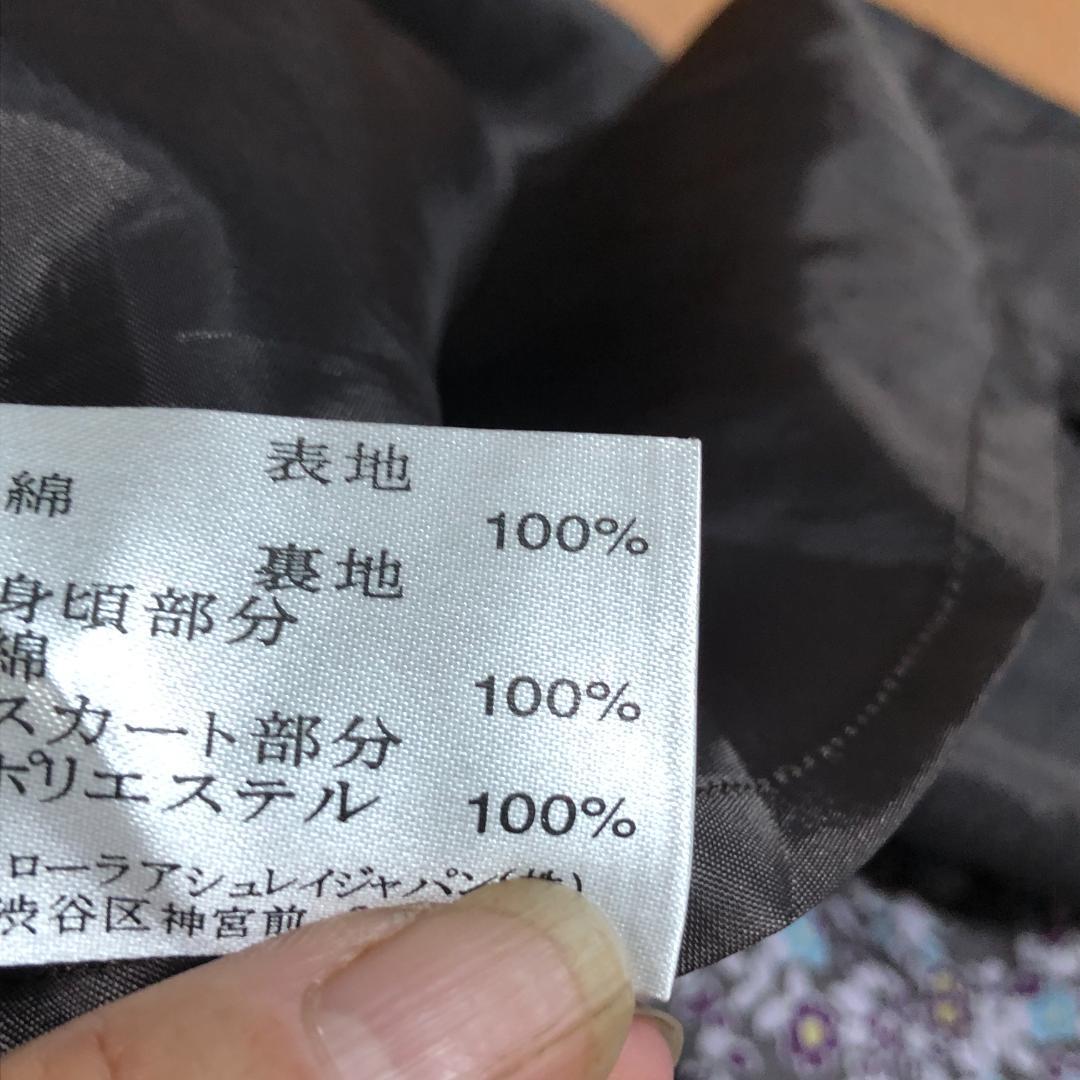 表地
綿 100%
裏地
身頃部分
綿 100%
スカート部分
ポリエステル 100%
ローラアシュレイジャパン(株)
渋谷区神宮前